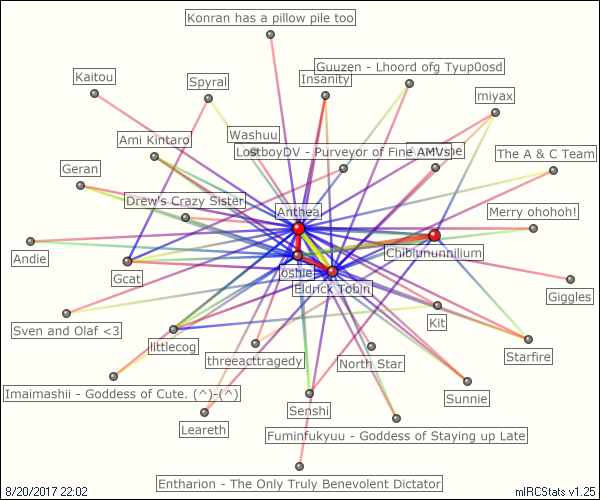 Konran has a pillow pile too
Guuzen - Lhoord ofg Tyup0osd
Kaitou
Spyral
Insanity
miyax
Washuu
Ami Kintaro
LostboyDV - Purveyor of Fine AMVs!
The A & C Team
Geran
Drew's Crazy Sister
Anthea
Merry ohohoh!
Andie
Chibiununnilium
Gcat
oshie
Eldrick Tobin
Giggles
Sven and Olaf <3
Kit
littlecog
Starfire
threeacttragedy
North Star
Imaimashii - Goddess of Cute. (^)-(^)
Sunnie
Senshi
Leareth
Fuminfukyuu - Goddess of Staying up Late
Entharion - The Only Truly Benevolent Dictator
8/20/2017 22:02
mIRCStats v1.25